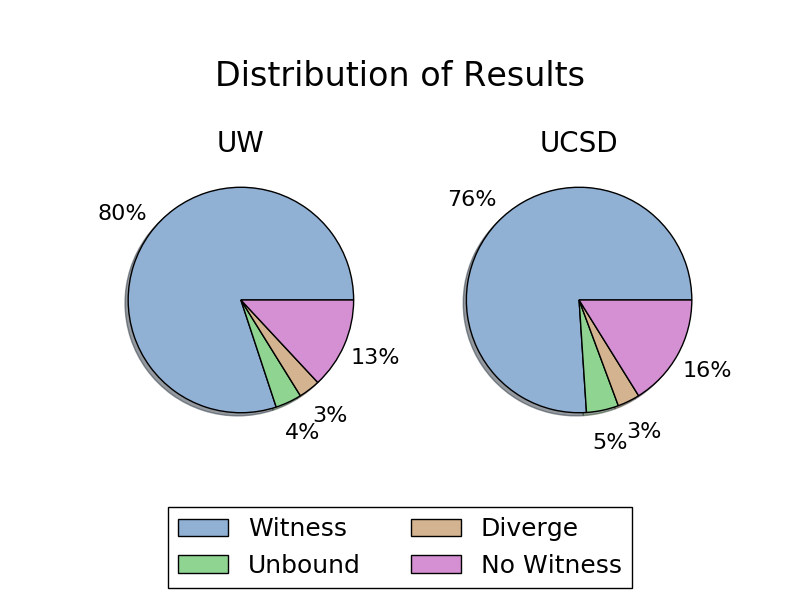 Distribution of Results
UW
UCSD
80%
76%
13%
16%
3%
4%
3%
5%
Witness
Diverge
Unbound
No Witness